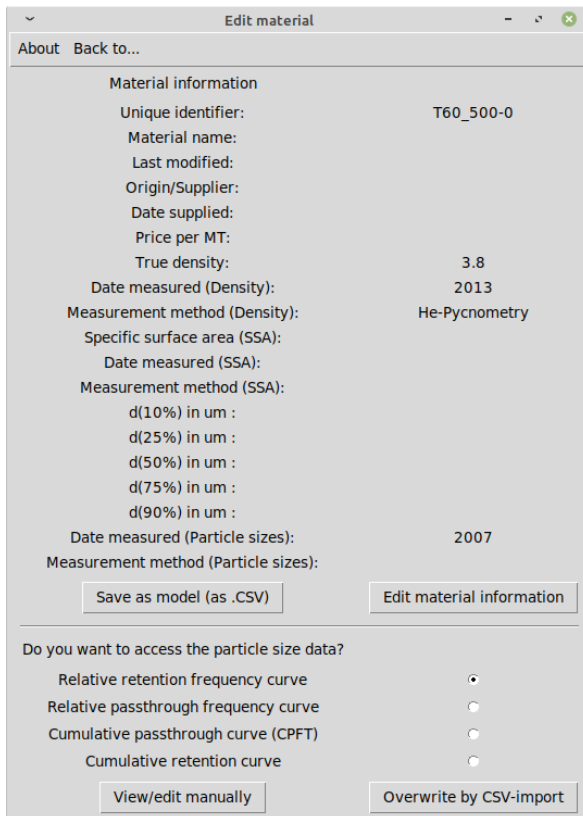 Edit material
About Back to...
Material information
Unique identifier: T60_500-0
Material name:
Last modified:
Origin/Supplier:
Date supplied:
Price per MT:
True density: 3.8
Date measured (Density): 2013
Measurement method (Density): He-Pycnometry
Specific surface area (SSA):
Date measured (SSA):
Measurement method (SSA):
d(10%) in um :
d(25%) in um :
d(50%) in um :
d(75%) in um :
d(90%) in um :
Date measured (Particle sizes): 2007
Measurement method (Particle sizes):
Save as model (as .CSV) Edit material information
Do you want to access the particle size data?
Relative retention frequency curve
Relative passthrough frequency curve
Cumulative passthrough curve (CPFT)
Cumulative retention curve
View/edit manually Overwrite by CSV-import